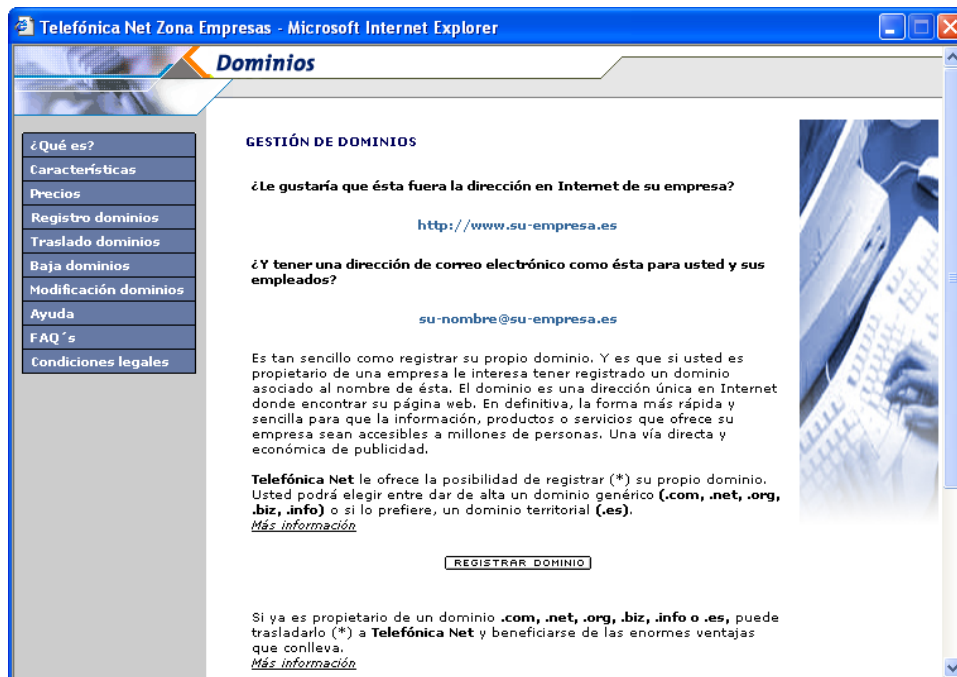 Telefónica Net Zona Empresas - Microsoft Internet Explorer
Dominios
¿Qué es?
Características
Precios
Registro dominios
Traslado dominios
Baja dominios
Modificación dominios
Ayuda
FAQ´s
Condiciones legales
GESTIÓN DE DOMINIOS
¿Le gustaría que ésta fuera la dirección en Internet de su empresa?
http://www.su-empresa.es
¿Y tener una dirección de correo electrónico como ésta para usted y sus
empleados?
su-nombre@su-empresa.es
Es tan sencillo como registrar su propio dominio. Y es que si usted es
propietario de una empresa le interesa tener registrado un dominio
asociado al nombre de ésta. El dominio es una dirección única en Internet
donde encontrar su página web. En definitiva, la forma más rápida y
sencilla para que la información, productos o servicios que ofrece su
empresa sean accesibles a millones de personas. Una vía directa y
económica de publicidad.
Telefónica Net le ofrece la posibilidad de registrar (*) su propio dominio.
Usted podrá elegir entre dar de alta un dominio genérico (.com, .net, .org,
.biz, .info) o si lo prefiere, un dominio territorial (.es).
Más información
REGISTRAR DOMINIO
Si ya es propietario de un dominio .com, .net, .org, .biz, .info o .es, puede
trasladarlo (*) a Telefónica Net y beneficiarse de las enormes ventajas
que conlleva.
Más información